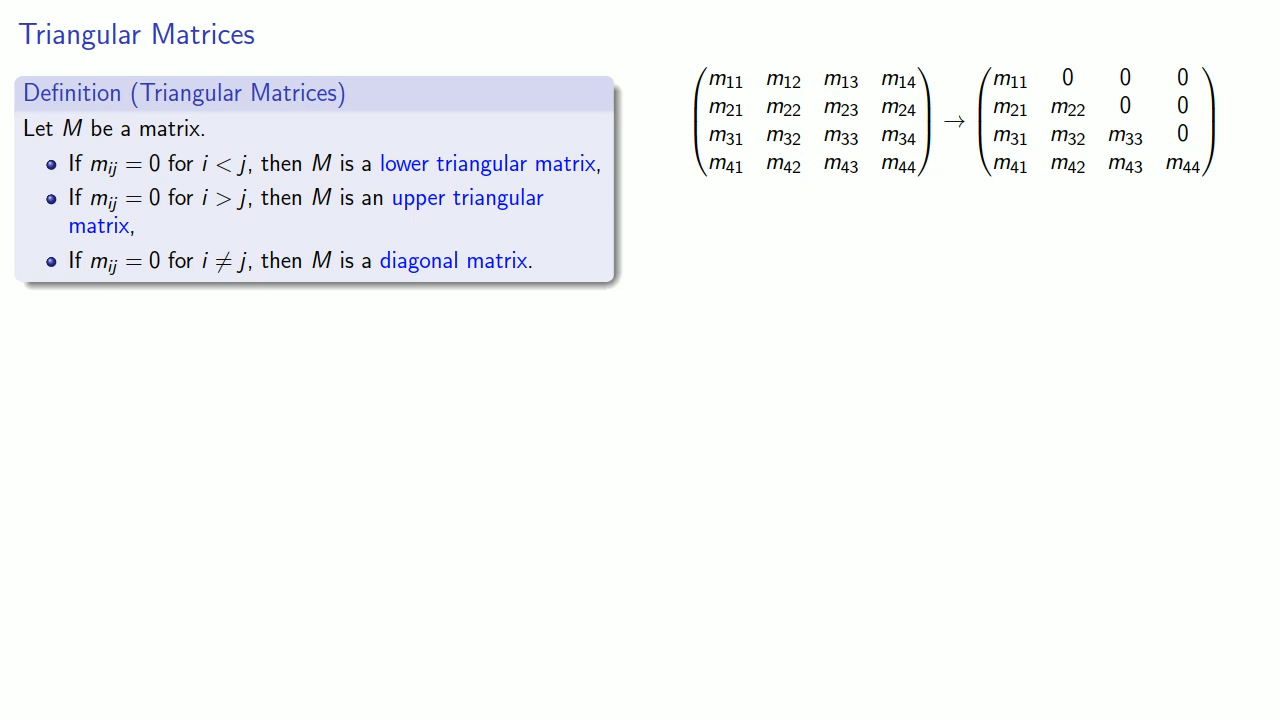 Triangular Matrices
Definition (Triangular Matrices)
Let M be a matrix.
If mij = 0 for i < j, then M is a lower triangular matrix,
If mij = 0 for i > j, then M is an upper triangular
matrix,
If mij = 0 for i ≠ j, then M is a diagonal matrix.
m11 m12 m13 m14 m11 0 0 0
m21 m22 m23 m24 → m21 m22 0 0
m31 m32 m33 m34 m31 m32 m33 0
m41 m42 m43 m44 m41 m42 m43 m44